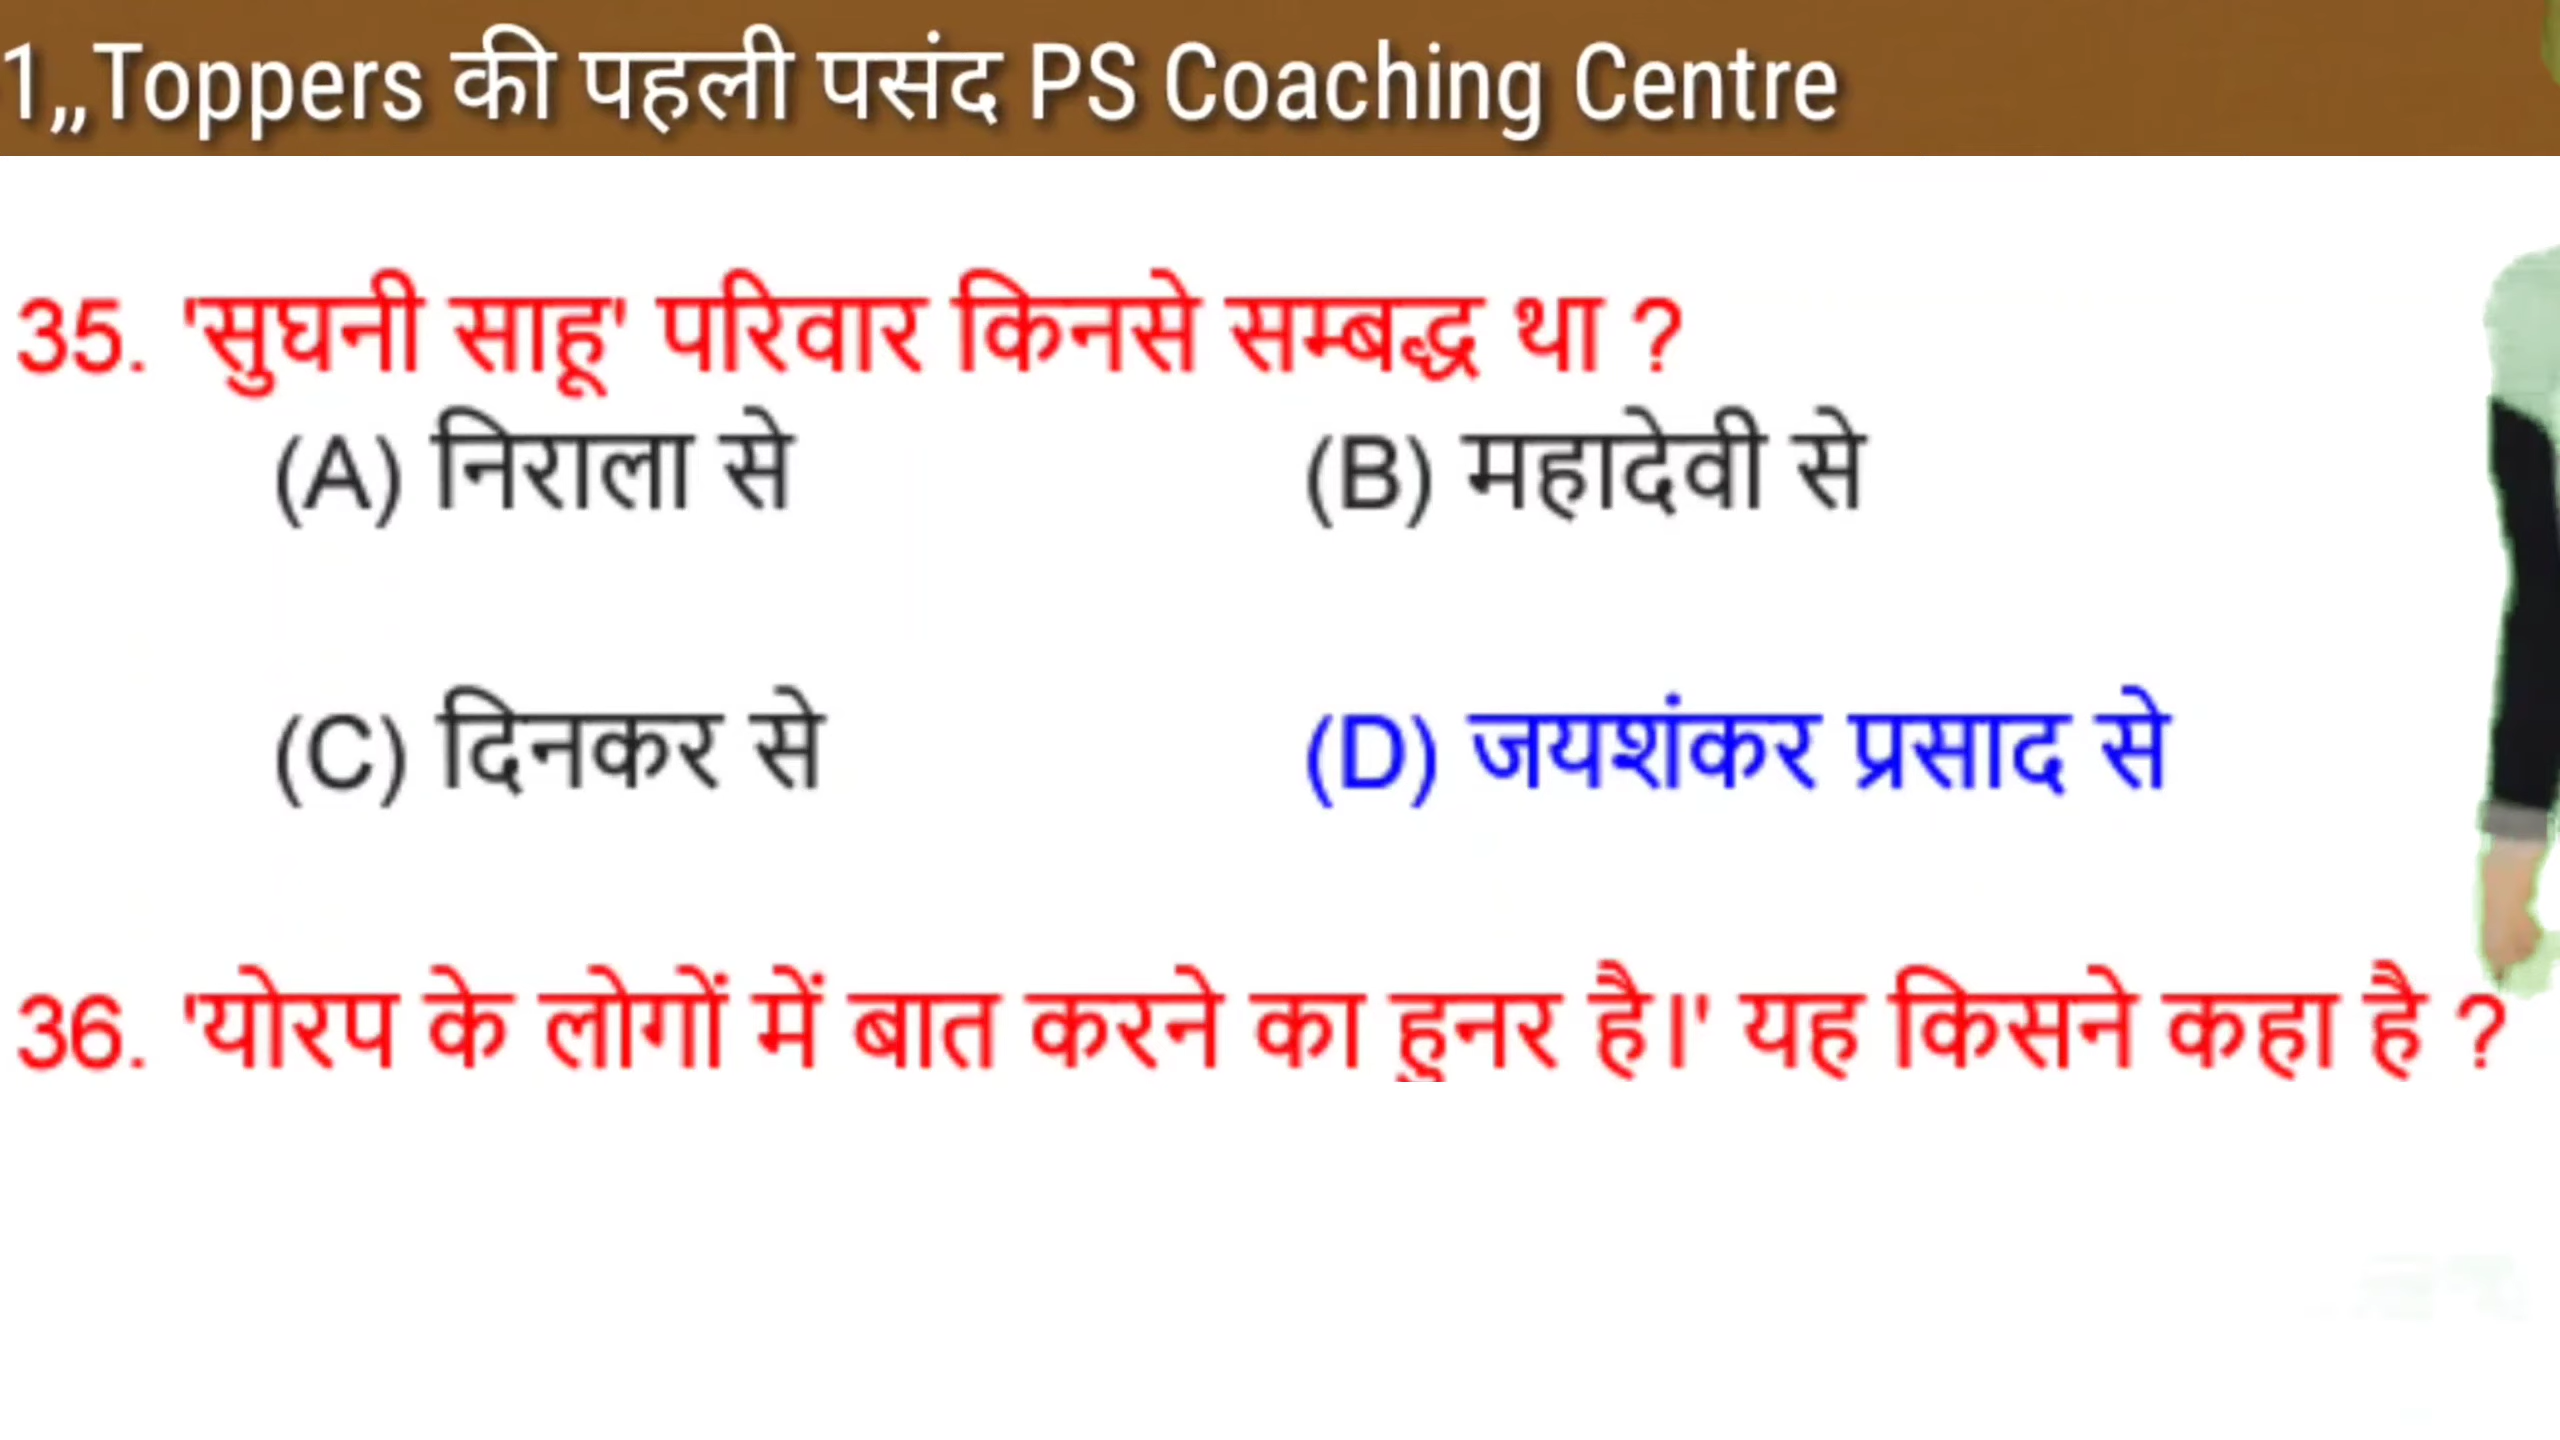 1,,Toppers की पहली पसंद PS Coaching Centre
35. 'सुघनी साहू' परिवार किनसे सम्बद्ध था ?
(A) निराला से (B) महादेवी से
(C) दिनकर से (D) जयशंकर प्रसाद से
36. 'योरप के लोगों में बात करने का हुनर है।' यह किसने कहा है ?